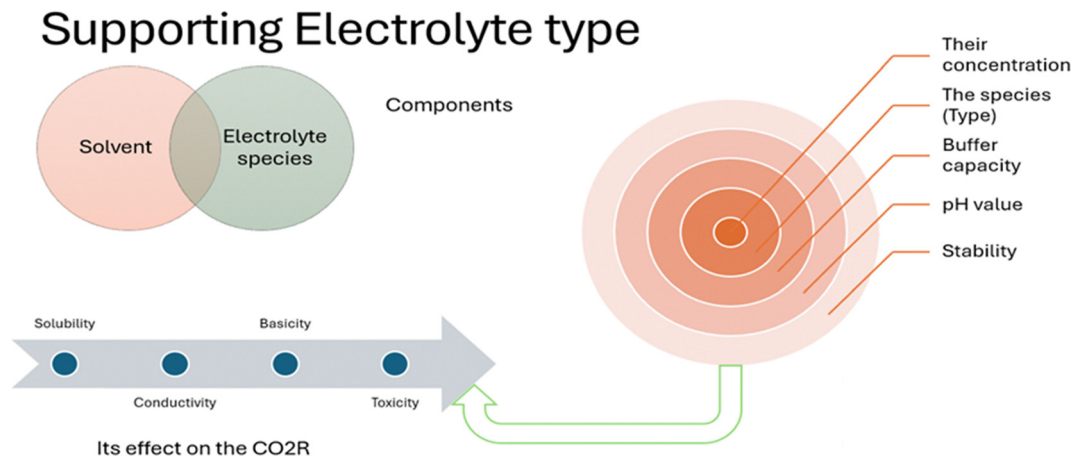 Supporting Electrolyte type
Solvent
Electrolyte
species
Components
Their
concentration
The species
(Type)
Buffer
capacity
pH value
Stability
Solubility
Basicity
Conductivity
Toxicity
Its effect on the CO2R